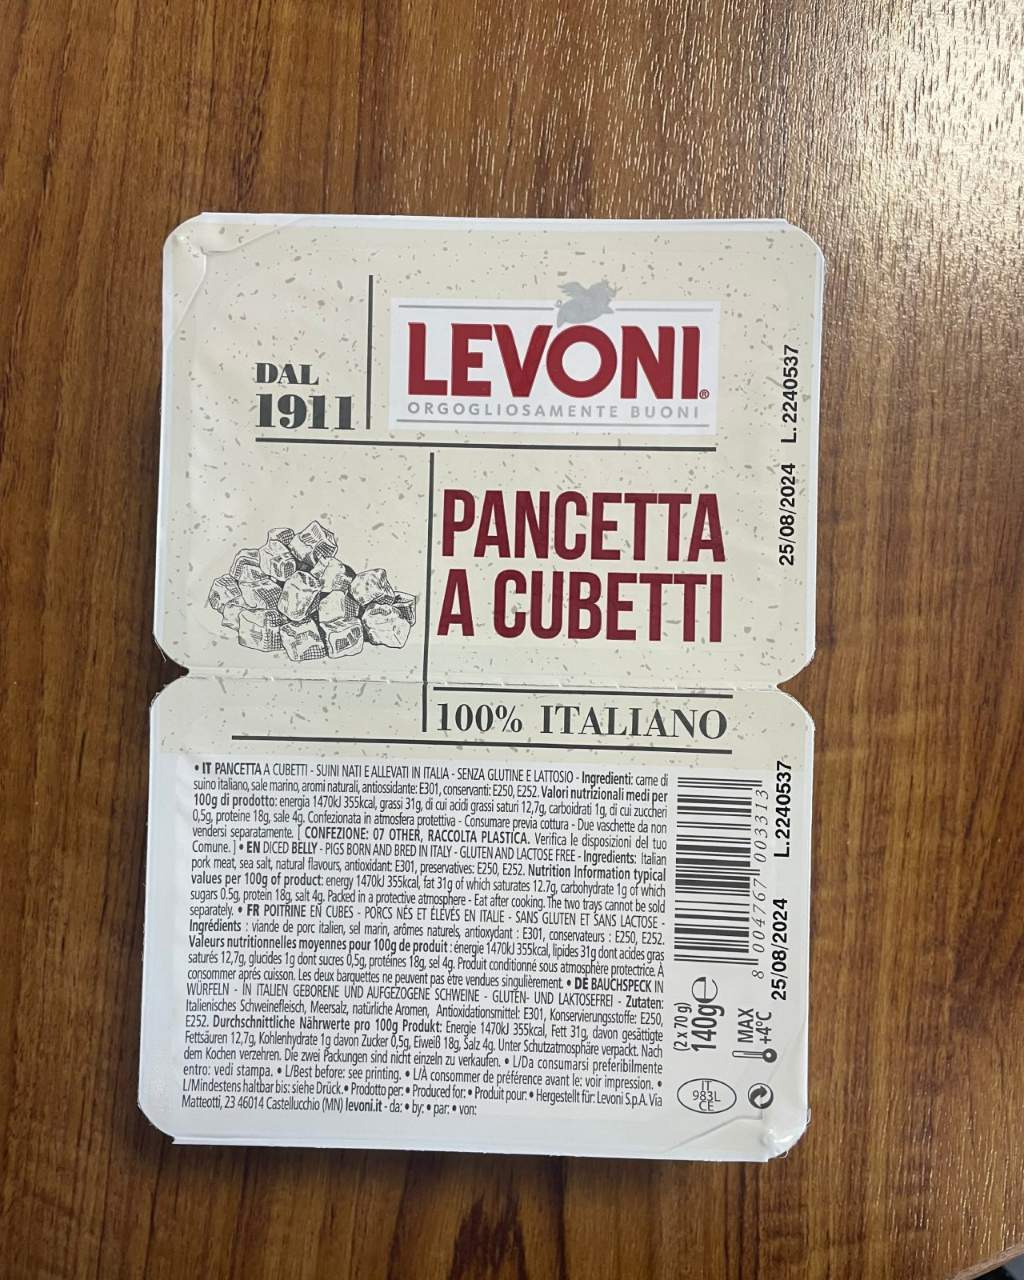 DAL
1911
LEVONI®
ORGOGLIOSAMENTE BUONI
25/08/2024 L. 2240537
PANCETTA
A CUBETTI
100% ITALIANO
• IT PANCETTA A CUBETTI - SUINI NATI E ALLEVATI IN ITALIA - SENZA GLUTINE E LATTOSIO - Ingredienti: carne di
suino italiano, sale marino, aromi naturali, antiossidante: E301, conservanti: E250, E252. Valori nutrizionali medi per
100g di prodotto: energia 1470kJ 355kcal, grassi 31g, di cui acidi grassi saturi 12,7g, carboidrati 1g, di cui zuccheri
0,5g, proteine 18g, sale 4g. Confezionata in atmosfera protettiva - Consumare previa cottura - Due vaschette da non
vendersi separatamente. [ CONFEZIONE: 07 OTHER, RACCOLTA PLASTICA. Verifica le disposizioni del tuo
Comune. ] • EN DICED BELLY - PIGS BORN AND BRED IN ITALY - GLUTEN AND LACTOSE FREE - Ingredients: Italian
pork meat, sea salt, natural flavours, antioxidant: E301, preservatives: E250, E252. Nutrition Information typical
values per 100g of product: energy 1470kJ 355kcal, fat 31g of which saturates 12.7g, carbohydrate 1g of which
sugars 0.5g, protein 18g, salt 4g. Packed in a protective atmosphere - Eat after cooking. The two trays cannot be sold
separately. • FR POITRINE EN CUBES - PORCS NÉS ET ÉLEVÉS EN ITALIE - SANS GLUTEN ET SANS LACTOSE -
Ingrédients : viande de porc italien, sel marin, arômes naturels, antioxydant : E301, conservateurs : E250, E252.
Valeurs nutritionnelles moyennes pour 100g de produit : énergie 1470kJ 355kcal, lipides 31g dont acides gras
saturés 12,7g, glucides 1g dont sucres 0,5g, protéines 18g, sel 4g. Produit conditionné sous atmosphère protectrice. À
consommer après cuisson. Les deux barquettes ne peuvent pas être vendues singulièrement. • DE BAUCHSPECK IN
WÜRFELN - IN ITALIEN GEBORENE UND AUFGEZOGENE SCHWEINE - GLUTEN- UND LAKTOSEFREI - Zutaten:
Italienisches Schweinefleisch, Meersalz, natürliche Aromen, Antioxidationsmittel: E301, Konservierungsstoffe: E250,
E252. Durchschnittliche Nährwerte pro 100g Produkt: Energie 1470kJ 355kcal, Fett 31g, davon gesättigte
Fettsäuren 12,7g, Kohlenhydrate 1g davon Zucker 0,5g, Eiweiß 18g, Salz 4g. Unter Schutzatmosphäre verpackt. Nach
dem Kochen verzehren. Die zwei Packungen sind nicht einzeln zu verkaufen. • L/Da consumarsi preferibilmente
entro: vedi stampa. • L/Best before: see printing. • L/À consommer de préférence avant le: voir impression. •
L/Mindestens haltbar bis: siehe Drück. • Prodotto per: • Produced for: • Produit pour: • Hergestellt für: Levoni S.p.A. Via
Matteotti, 23 46014 Castellucchio (MN) levoni.it - da: • by: • par: • von:
8 004767 003313
25/08/2024 L.2240537
(2 x 70 g)
140g e
MAX
+4°C
IT
983L
CE